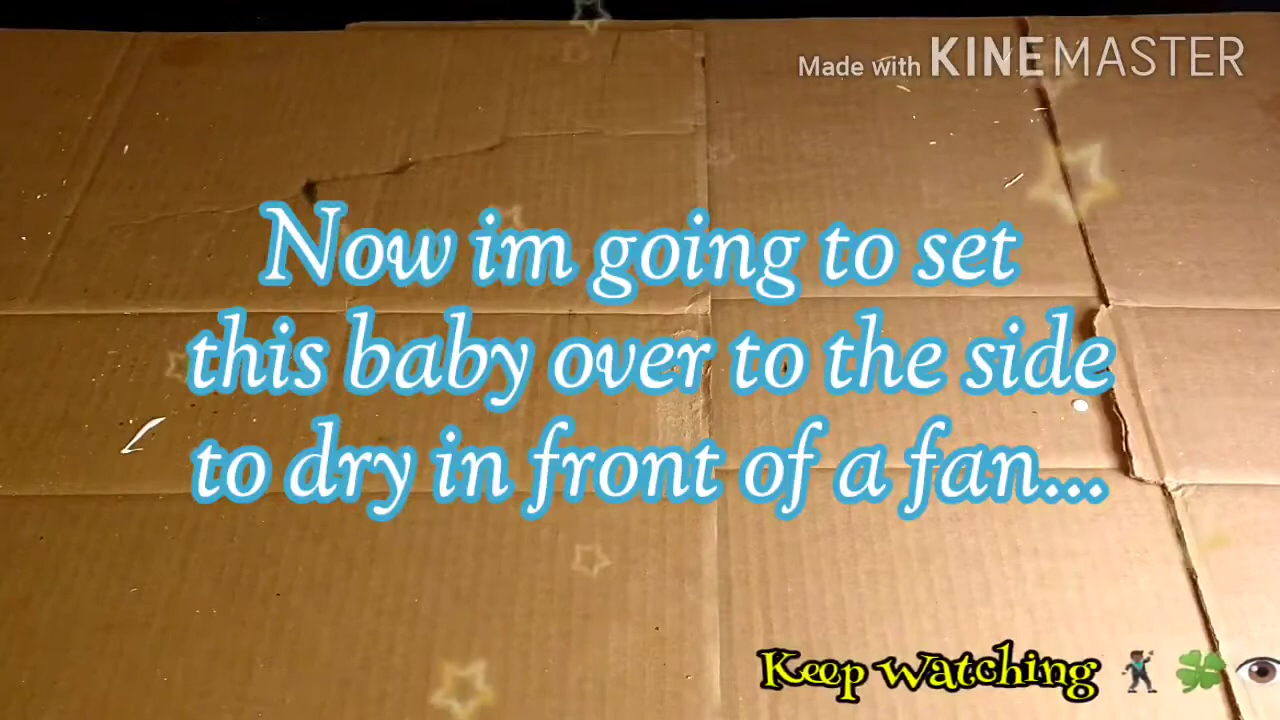 Made with KINEMASTER
Now im going to set
this baby over to the side
to dry in front of a fan...
Keep watching